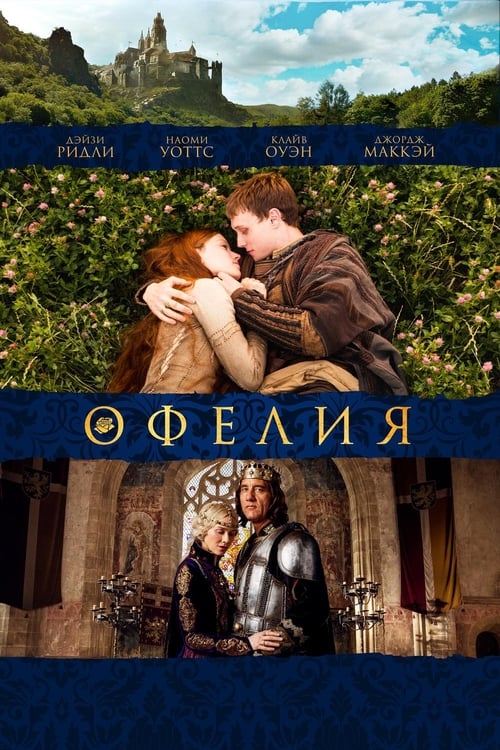 ДЭЙЗИ
РИДЛИ
НАОМИ
УОТТС
КЛАЙВ
ОУЭН
ДЖОРДЖ
МАККЭЙ
ОФЕЛИЯ